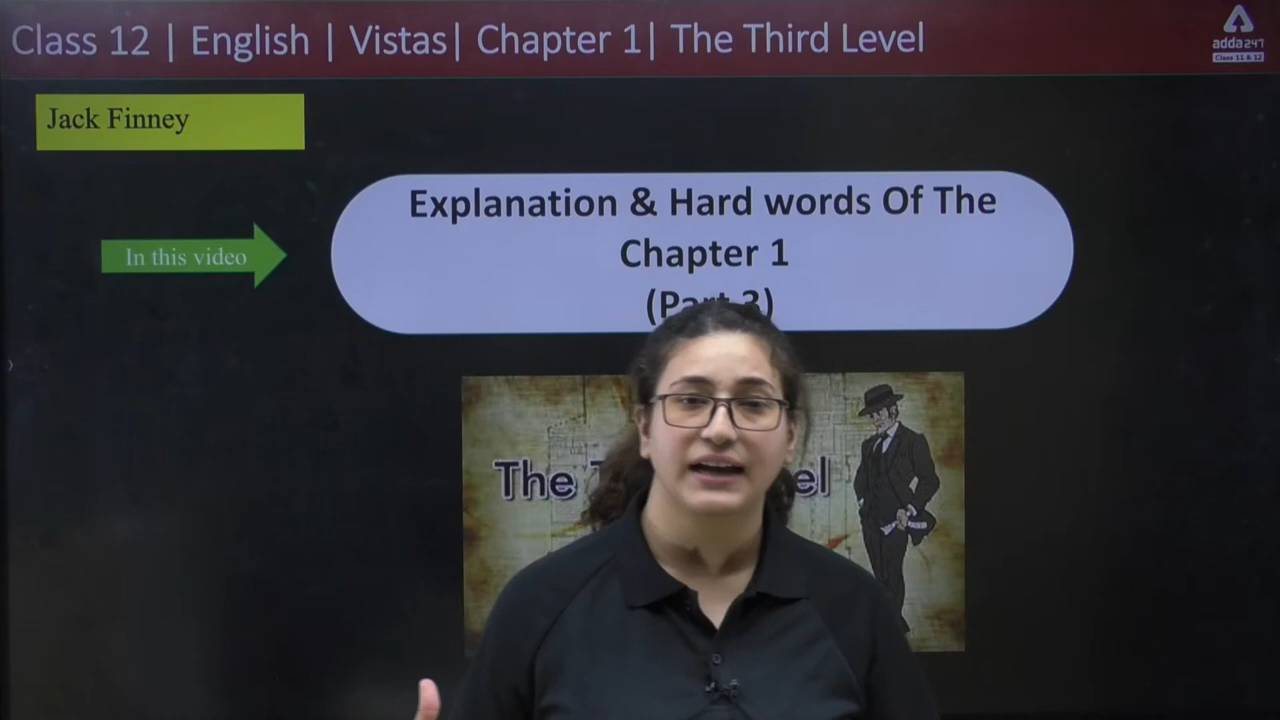 Class 12 | English | Vistas| Chapter 1| The Third Level
adda247
Class 11 & 12
Jack Finney
Explanation & Hard words Of The
Chapter 1
In this video
The